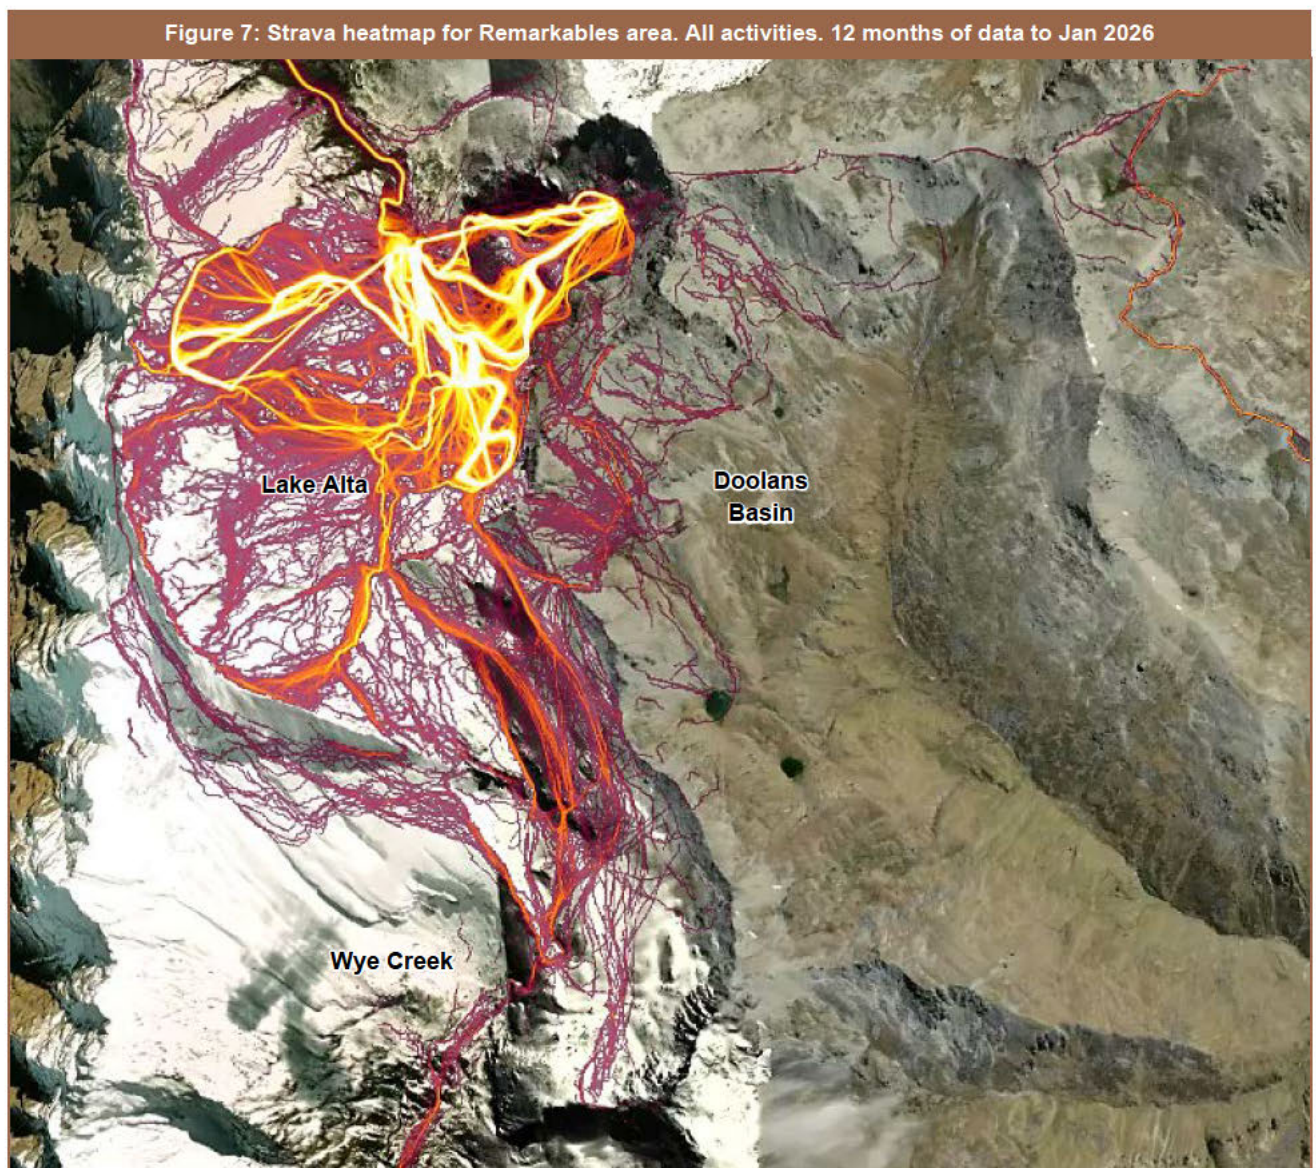 Figure 7: Strava heatmap for Remarkables area. All activities. 12 months of data to Jan 2026
Lake Alta
Doolans
Basin
Wye Creek